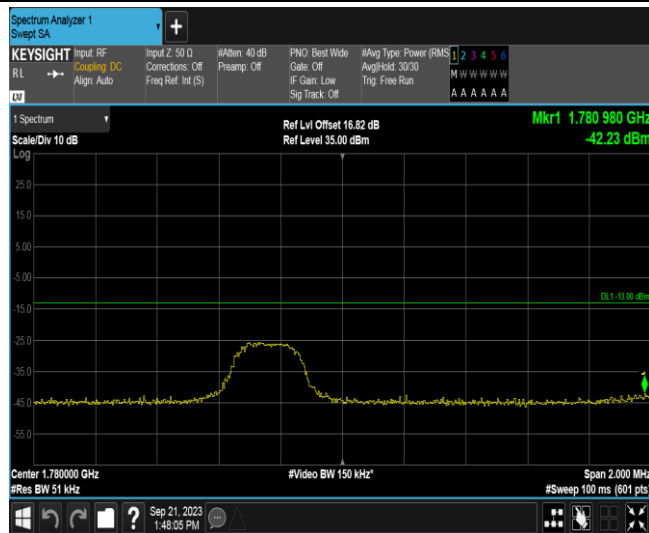 Spectrum Analyzer 1
Swept SA
+
KEYSIGHT
RL
Input: RF
Coupling: DC
Align: Auto
Input Z: 50 Ω
Corrections: Off
Freq Ref: Int (S)
#Atten: 40 dB
Preamp: Off
PNO: Best Wide
Gate: Off
IF Gain: Low
Sig Track: Off
#Avg Type: Power (RMS
Avg|Hold: 30/30
Trig: Free Run
1 2 3 4 5 6
M W W W W W
A A A A A A
LXI
1 Spectrum
Scale/Div 10 dB
Log
Ref Lvl Offset 16.82 dB
Ref Level 35.00 dBm
Mkr1 1.780 980 GHz
-42.23 dBm
25.0
15.0
5.00
-5.00
DL1 -13.00 dBm
-15.0
-25.0
-35.0
1
-45.0
-55.0
Center 1.780000 GHz
#Res BW 51 kHz
#Video BW 150 kHz*
Span 2.000 MHz
#Sweep 100 ms (601 pts)
?
Sep 21, 2023
1:48:05 PM